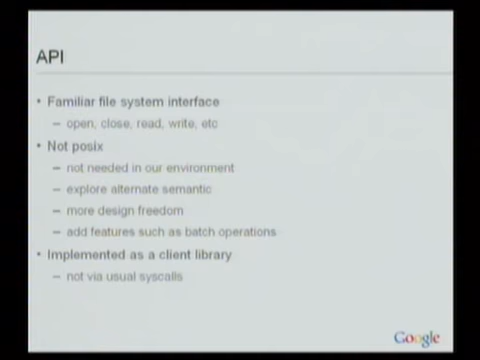 API
• Familiar file system interface
– open, close, read, write, etc
• Not posix
– not needed in our environment
– explore alternate semantic
– more design freedom
– add features such as batch operations
• Implemented as a client library
– not via usual syscalls
Google